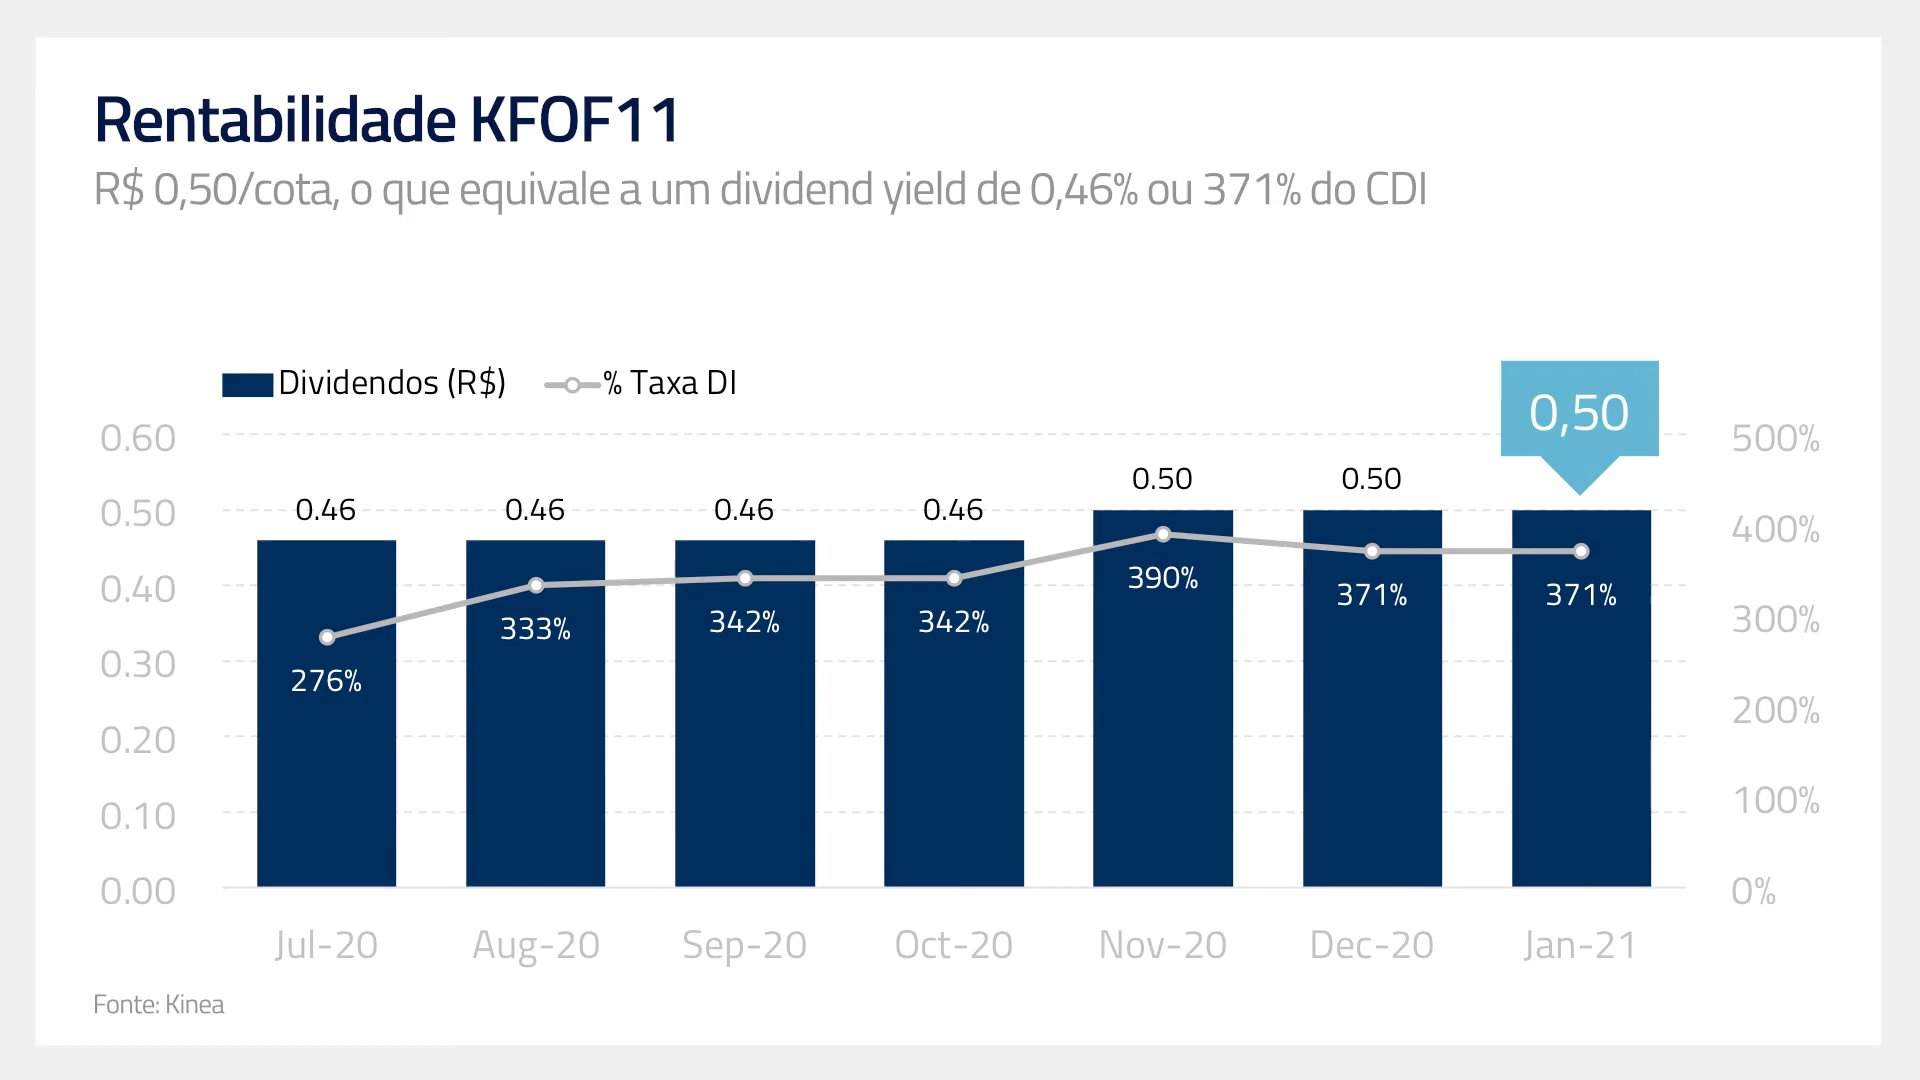 Rentabilidade KFOF11
R$ 0,50/cota, o que equivale a um dividend yield de 0,46% ou 371% do CDI
Dividendos (R$) % Taxa DI
0,50
0.60 500%
0.50 0.46 0.46 0.46 0.46 0.50 0.50 400%
0.40 333% 342% 342% 390% 371% 371% 300%
0.30 276%
0.20 200%
0.10 100%
0.00 0%
Jul-20 Aug-20 Sep-20 Oct-20 Nov-20 Dec-20 Jan-21
Fonte: Kinea